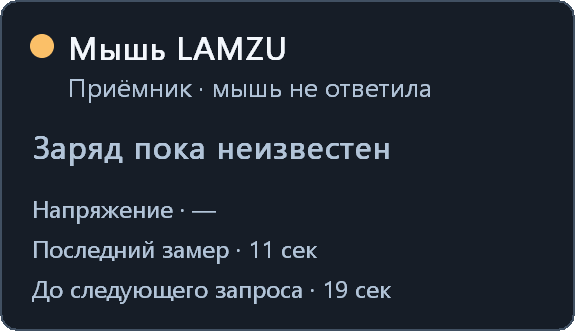 Мышь LAMZU
Приёмник · мышь не ответила
Заряд пока неизвестен
Напряжение · —
Последний замер · 11 сек
До следующего запроса · 19 сек